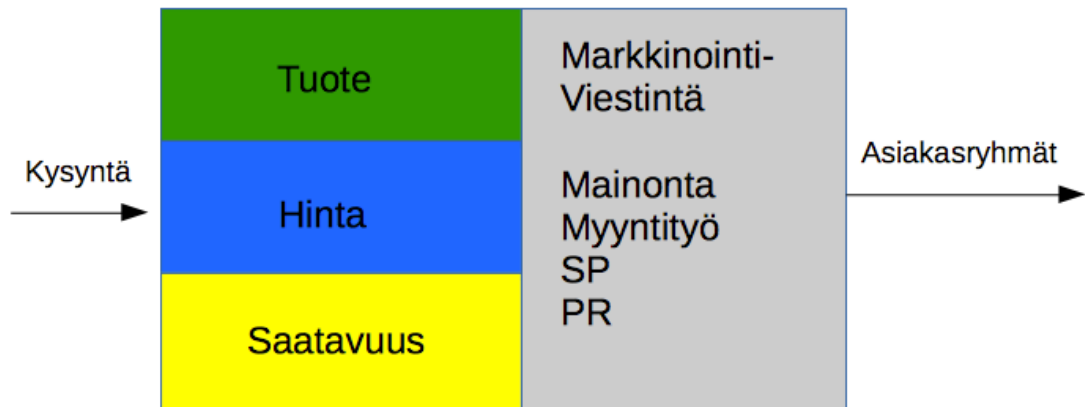 Kysyntä
Tuote
Hinta
Saatavuus
Markkinointi-
Viestintä
Mainonta
Myyntityö
SP
PR
Asiakasryhmät